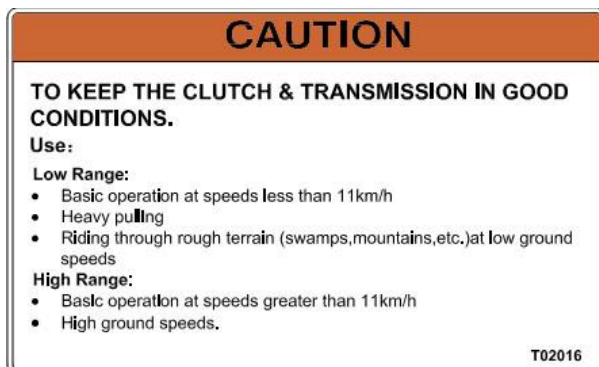 CAUTION
TO KEEP THE CLUTCH & TRANSMISSION IN GOOD
CONDITIONS.
Use:
Low Range:
• Basic operation at speeds less than 11km/h
• Heavy pulling
• Riding through rough terrain (swamps,mountains,etc.)at low ground
speeds
High Range:
• Basic operation at speeds greater than 11km/h
• High ground speeds.
T02016